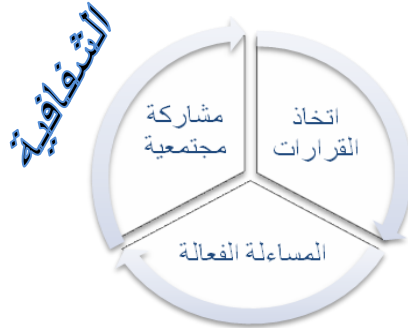 الشفافية
مشاركة
مجتمعية
اتخاذ
القرارات
المساءلة الفعالة